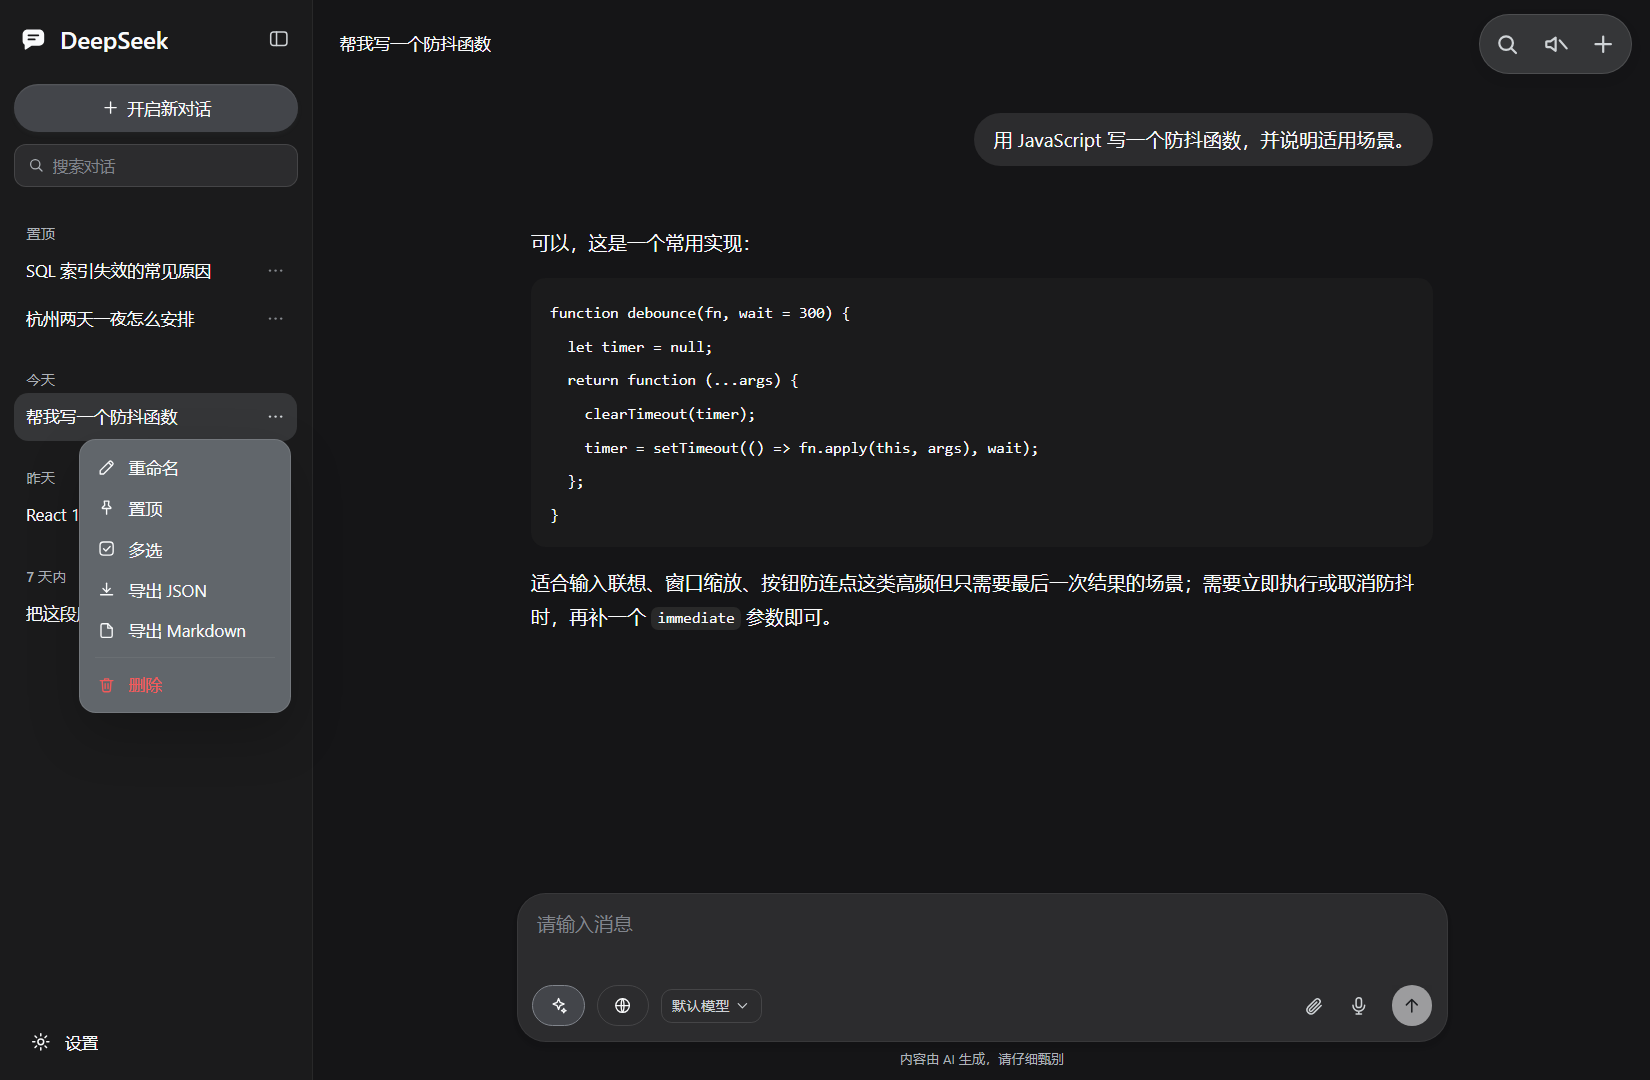 DeepSeek
开启新对话
搜索对话
置顶
SQL 索引失效的常见原因
杭州两天一夜怎么安排
今天
帮我写一个防抖函数
昨天
React 1
7 天内
把这段
重命名
置顶
多选
导出 JSON
导出 Markdown
删除
设置
帮我写一个防抖函数
用 JavaScript 写一个防抖函数，并说明适用场景。
可以，这是一个常用实现：
function debounce(fn, wait = 300) {
  let timer = null;
  return function (...args) {
    clearTimeout(timer);
    timer = setTimeout(() => fn.apply(this, args), wait);
  };
}
适合输入联想、窗口缩放、按钮防连点这类高频但只需要最后一次结果的场景；需要立即执行或取消防抖
时，再补一个 immediate 参数即可。
请输入消息
默认模型
内容由 AI 生成，请仔细甄别